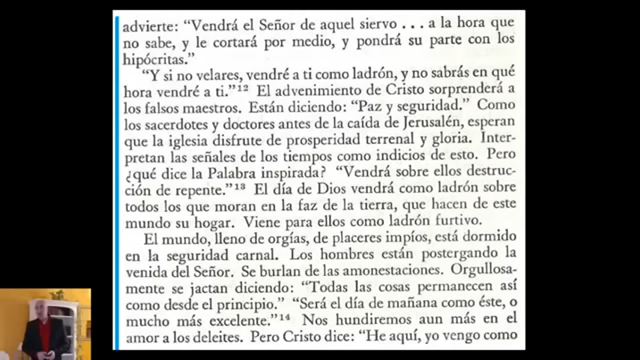 advierte: “Vendrá el Señor de aquel siervo . . . a la hora que
no sabe, y le cortará por medio, y pondrá su parte con los
hipócritas.”
“Y si no velares, vendré a ti como ladrón, y no sabrás en qué
hora vendré a ti.”¹² El advenimiento de Cristo sorprenderá a
los falsos maestros. Están diciendo: “Paz y seguridad.” Como
los sacerdotes y doctores antes de la caída de Jerusalén, esperan
que la iglesia disfrute de prosperidad terrenal y gloria. Inter-
pretan las señales de los tiempos como indicios de esto. Pero
¿qué dice la Palabra inspirada? “Vendrá sobre ellos destruc-
ción de repente.”¹³ El día de Dios vendrá como ladrón sobre
todos los que moran en la faz de la tierra, que hacen de este
mundo su hogar. Viene para ellos como ladrón furtivo.
El mundo, lleno de orgías, de placeres impíos, está dormido
en la seguridad carnal. Los hombres están postergando la
venida del Señor. Se burlan de las amonestaciones. Orgullosa-
mente se jactan diciendo: “Todas las cosas permanecen así
como desde el principio.” “Será el día de mañana como éste, o
mucho más excelente.”¹⁴ Nos hundiremos aun más en el
amor a los deleites. Pero Cristo dice: “He aquí, yo vengo como